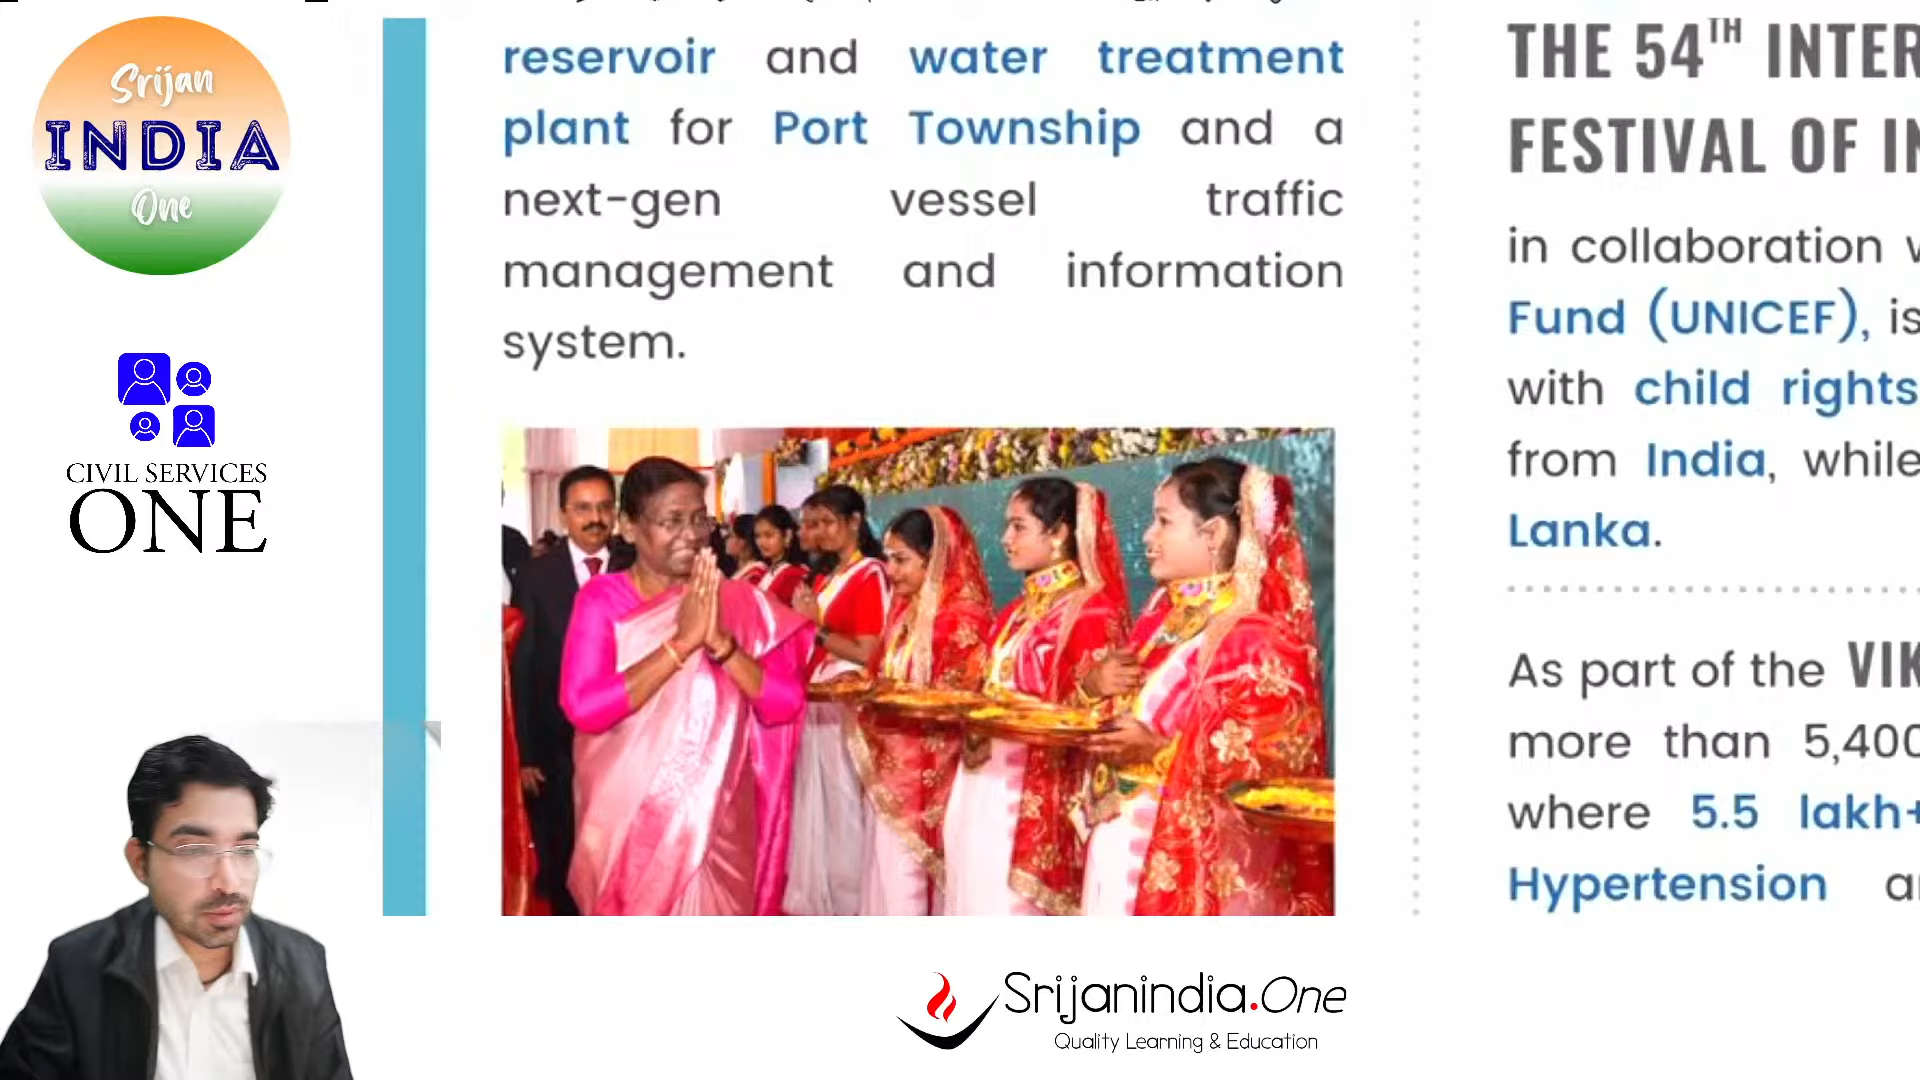 Srijan
INDIA
One
CIVIL SERVICES
ONE
reservoir and water treatment
plant for Port Township and a
next-gen vessel traffic
management and information
system.
THE 54TH INTER
FESTIVAL OF IN
in collaboration w
Fund (UNICEF), is
with child rights
from India, while
Lanka.
As part of the VIK
more than 5,400
where 5.5 lakh+
Hypertension an
Srijanindia.One
Quality Learning & Education